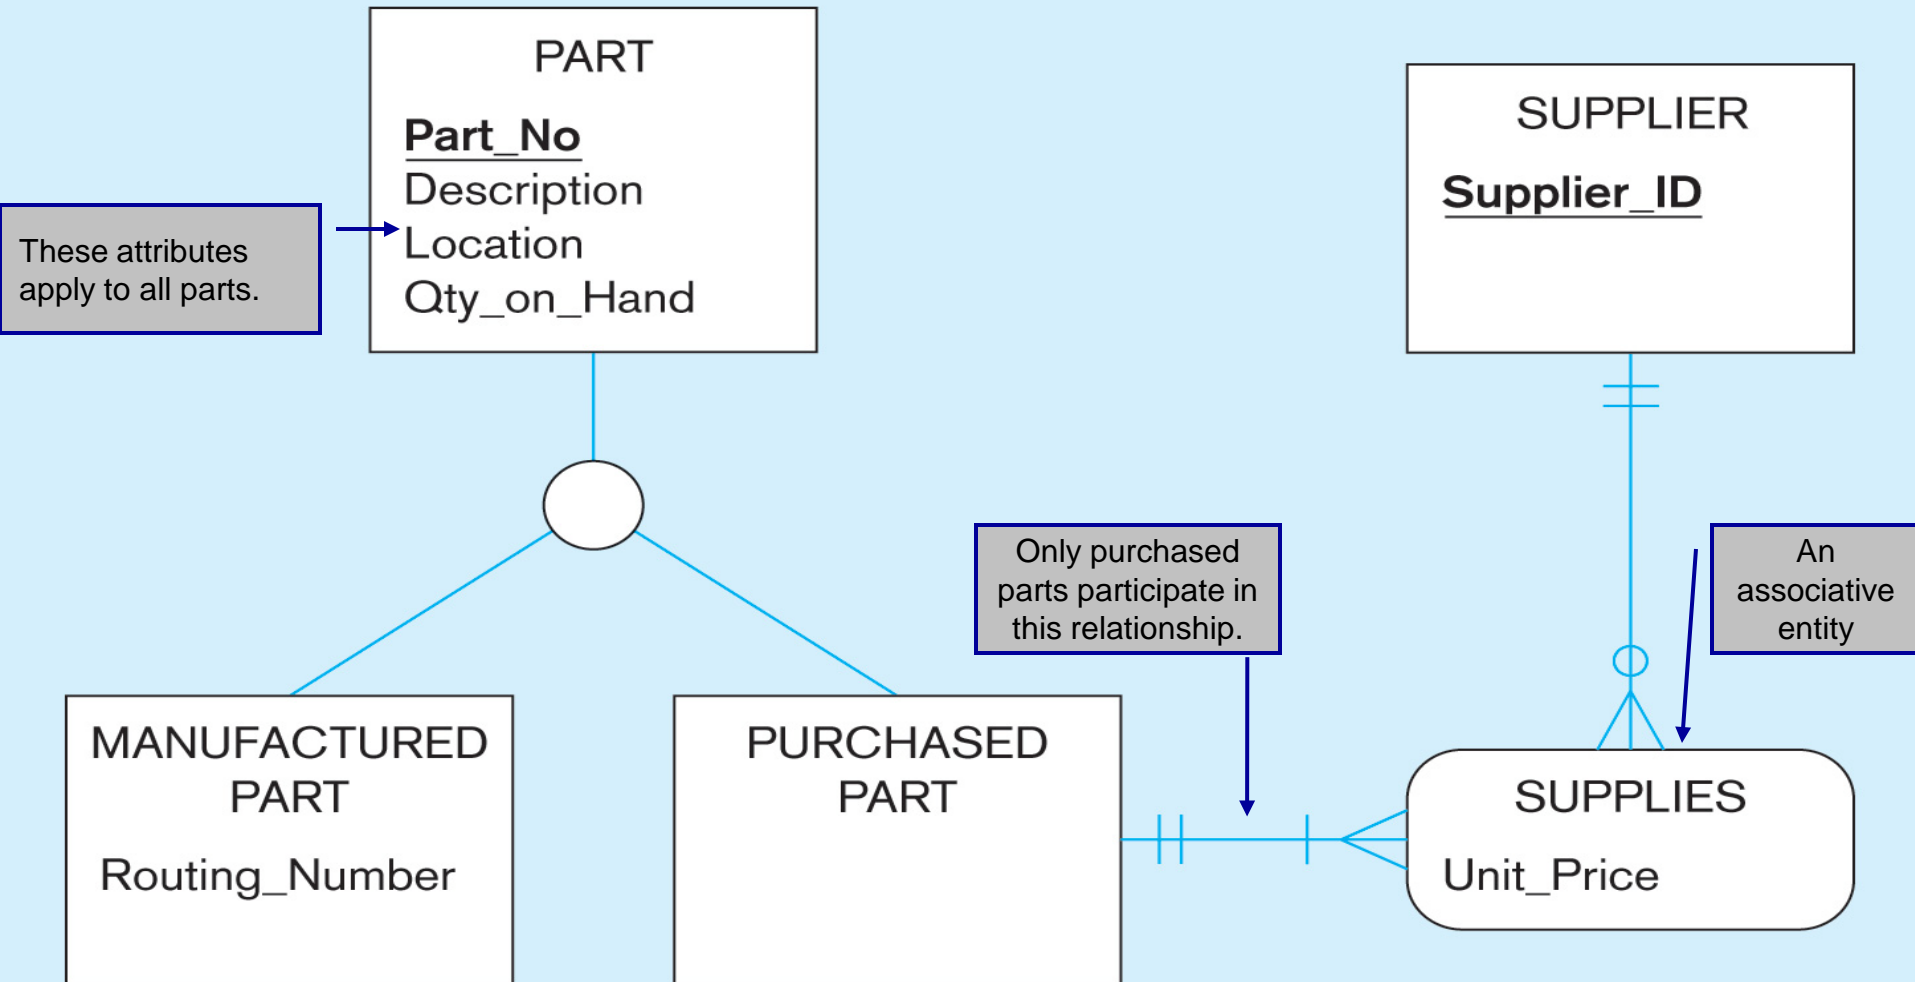 PART
Part_No
Description
Location
Qty_on_Hand
These attributes
apply to all parts.
SUPPLIER
Supplier_ID
Only purchased
parts participate in
this relationship.
An
associative
entity
MANUFACTURED
PART
Routing_Number
PURCHASED
PART
SUPPLIES
Unit_Price